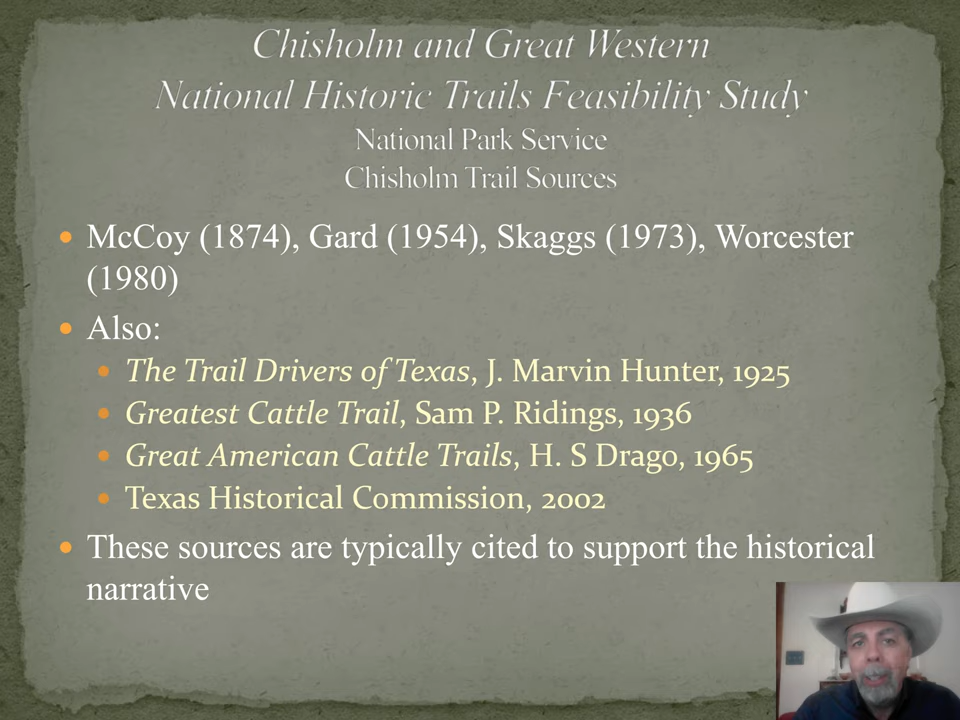 Chisholm and Great Western
National Historic Trails Feasibility Study
National Park Service
Chisholm Trail Sources
• McCoy (1874), Gard (1954), Skaggs (1973), Worcester
(1980)
• Also:
• The Trail Drivers of Texas, J. Marvin Hunter, 1925
• Greatest Cattle Trail, Sam P. Ridings, 1936
• Great American Cattle Trails, H. S Drago, 1965
• Texas Historical Commission, 2002
• These sources are typically cited to support the historical
narrative